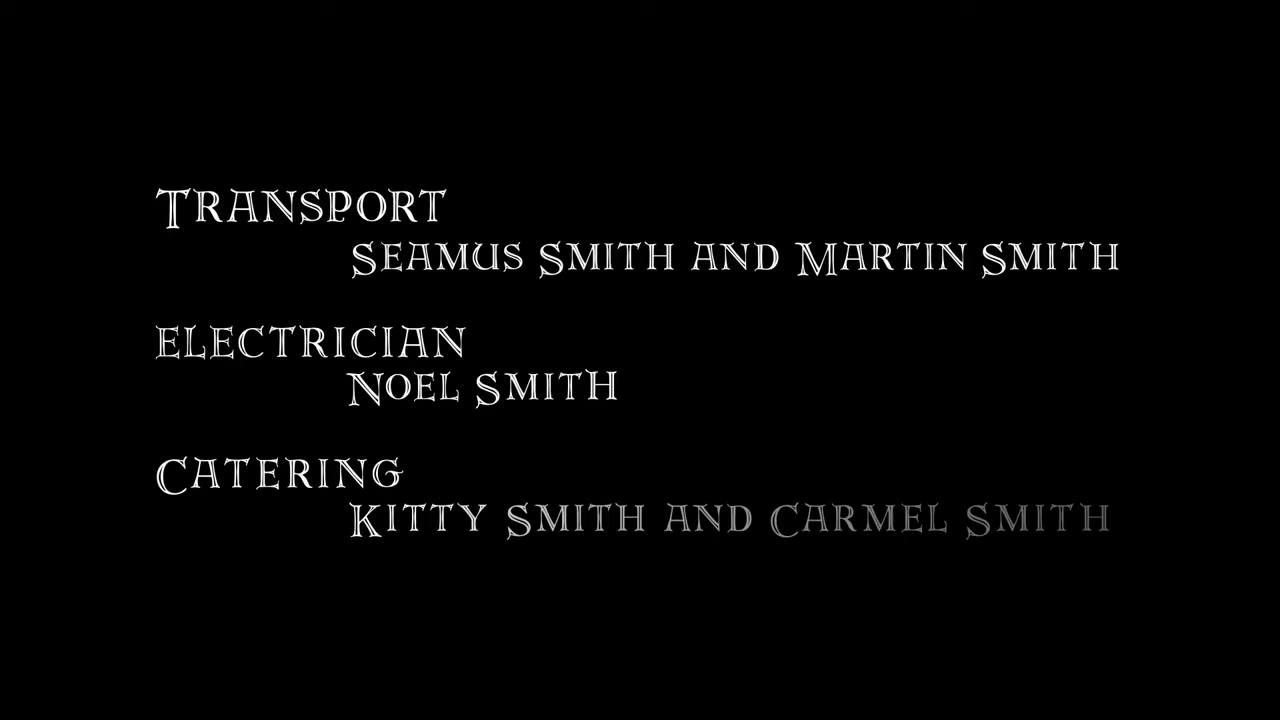 Transport
Seamus Smith and Martin Smith
Electrician
Noel Smith
Catering
Kitty Smith and Carmel Smith